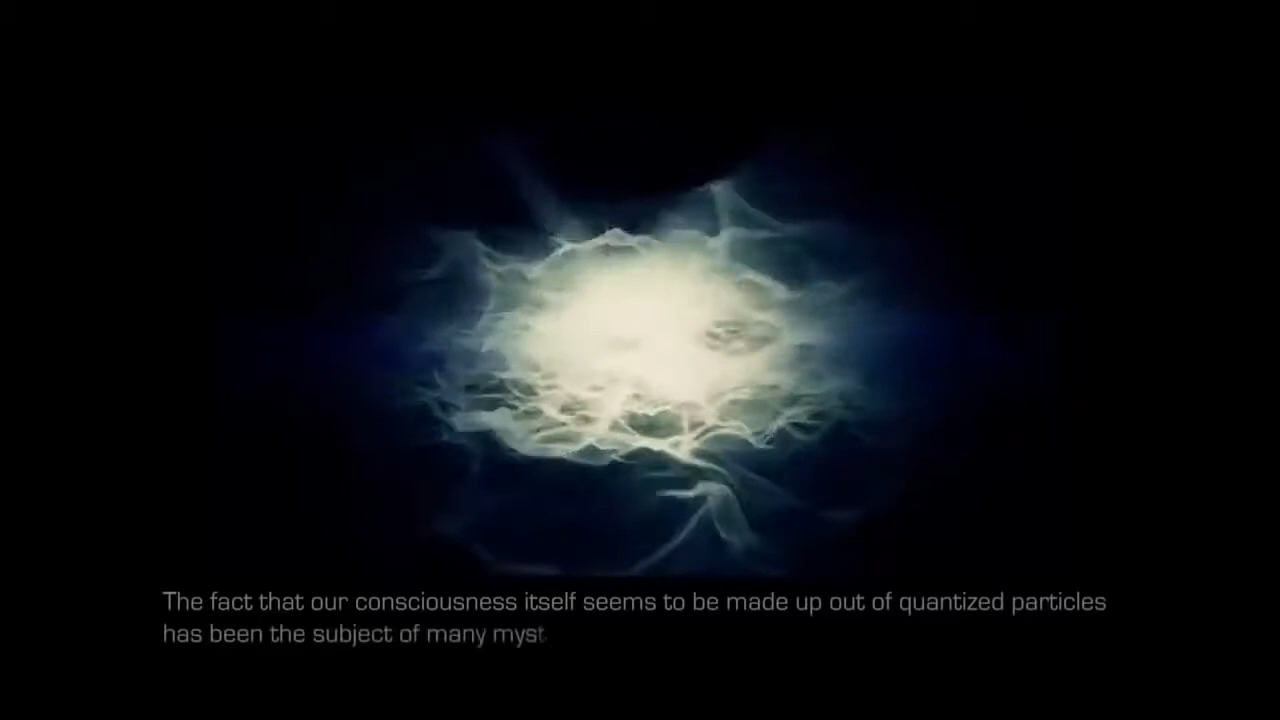 The fact that our consciousness itself seems to be made up out of quantized particles
has been the subject of many myst